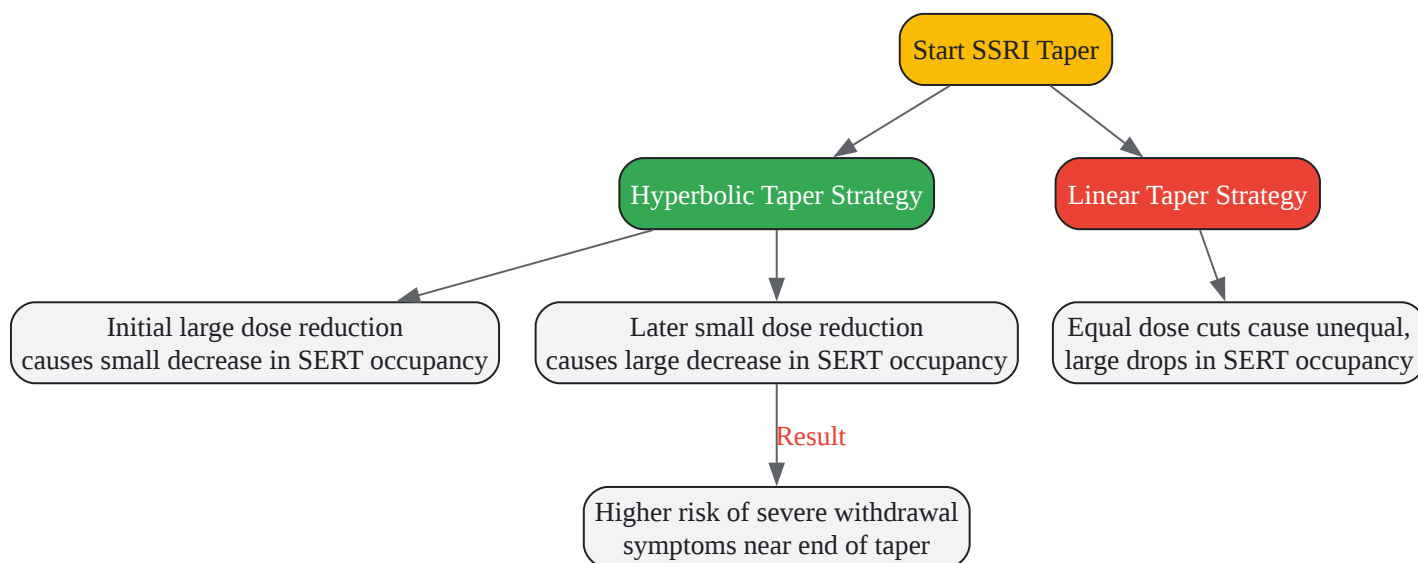 Start SSRI Taper
Hyperbolic Taper Strategy
Linear Taper Strategy
Initial large dose reduction
causes small decrease in SERT occupancy
Later small dose reduction
causes large decrease in SERT occupancy
Equal dose cuts cause unequal,
large drops in SERT occupancy
Result
Higher risk of severe withdrawal
symptoms near end of taper